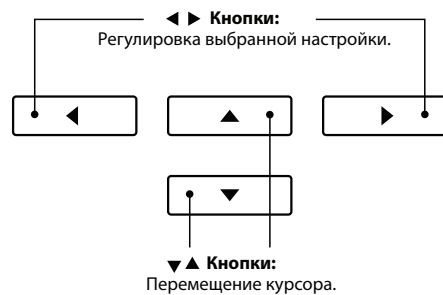 ◀ ▶ Кнопки:
Регулировка выбранной настройки.
▼▲ Кнопки:
Перемещение курсора.